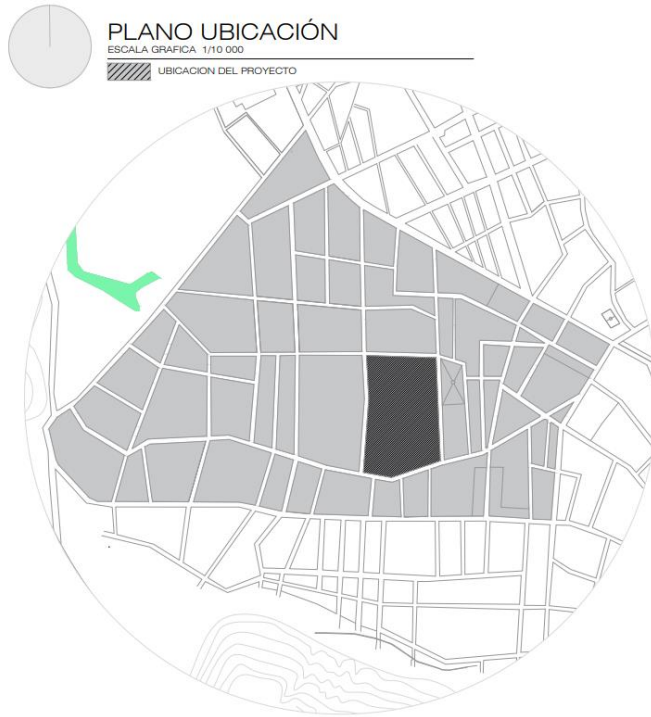 PLANO UBICACIÓN
ESCALA GRAFICA 1/10 000
UBICACION DEL PROYECTO